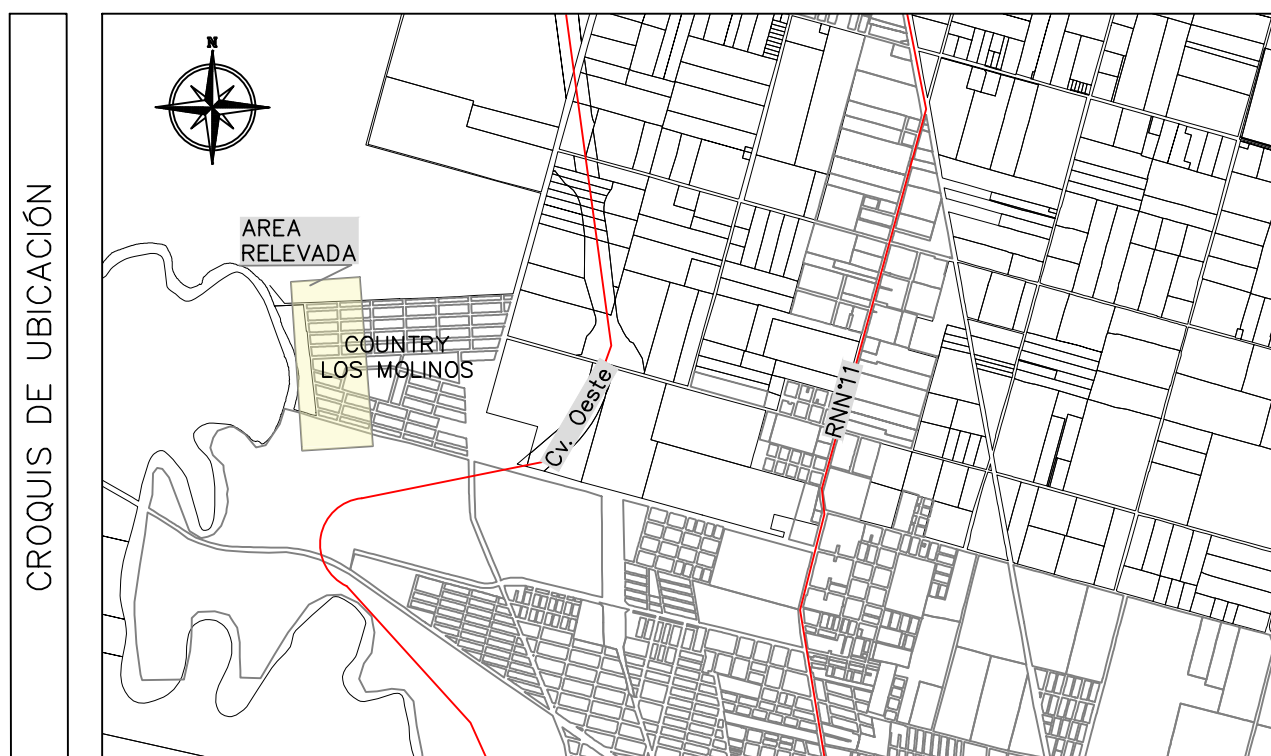 CROQUIS DE UBICACIÓN
N
AREA
RELEVADA
COUNTRY
LOS MOLINOS
Cv. Oeste
RNN°11